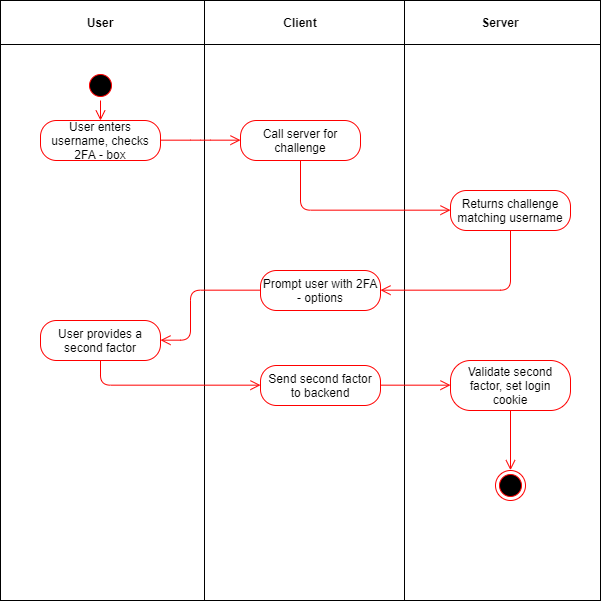 User
Client
Server
User enters
username, checks
2FA - box
Call server for
challenge
Returns challenge
matching username
Prompt user with 2FA
- options
User provides a
second factor
Send second factor
to backend
Validate second
factor, set login
cookie